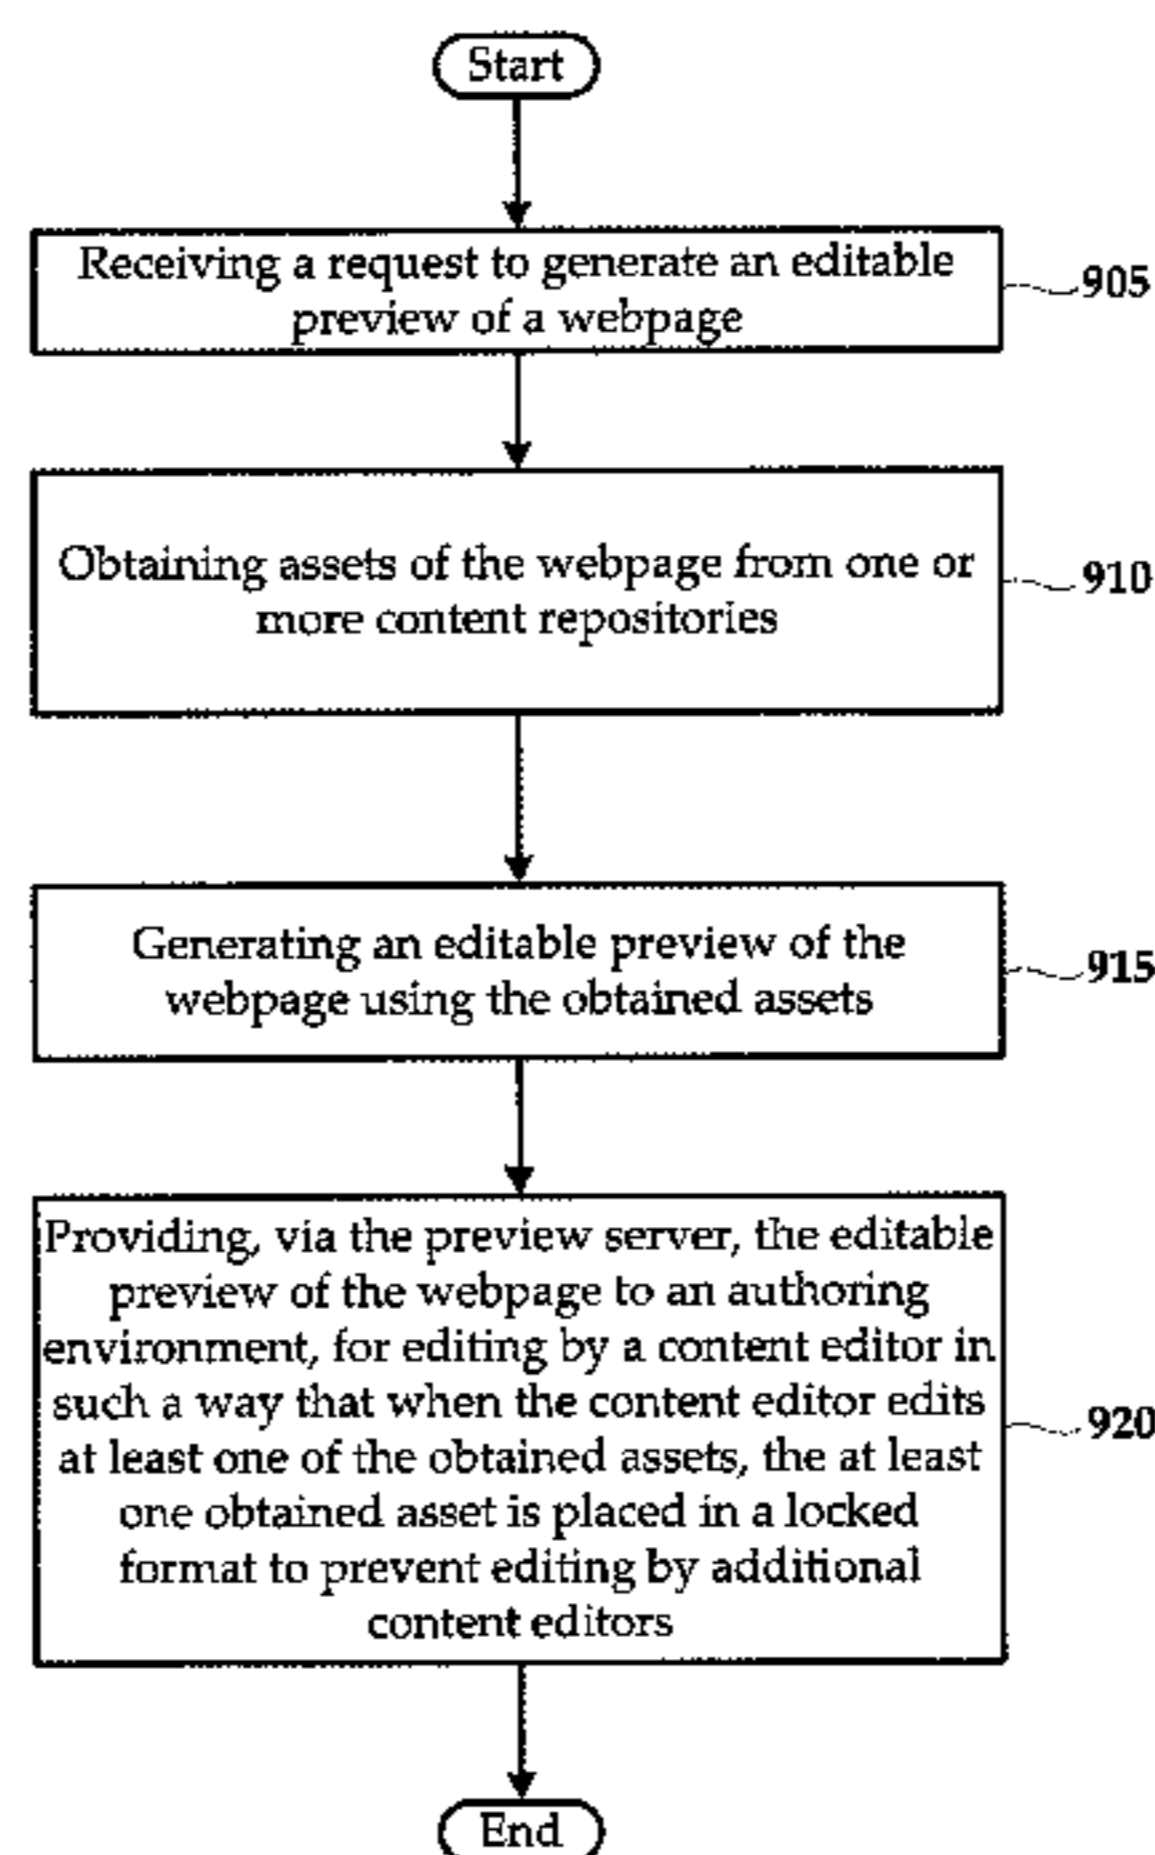 Start
Receiving a request to generate an editable
preview of a webpage
905
Obtaining assets of the webpage from one or
more content repositories
910
Generating an editable preview of the
webpage using the obtained assets
915
Providing, via the preview server, the editable
preview of the webpage to an authoring
environment, for editing by a content editor in
such a way that when the content editor edits
at least one of the obtained assets, the at least
one obtained asset is placed in a locked
format to prevent editing by additional
content editors
920
End